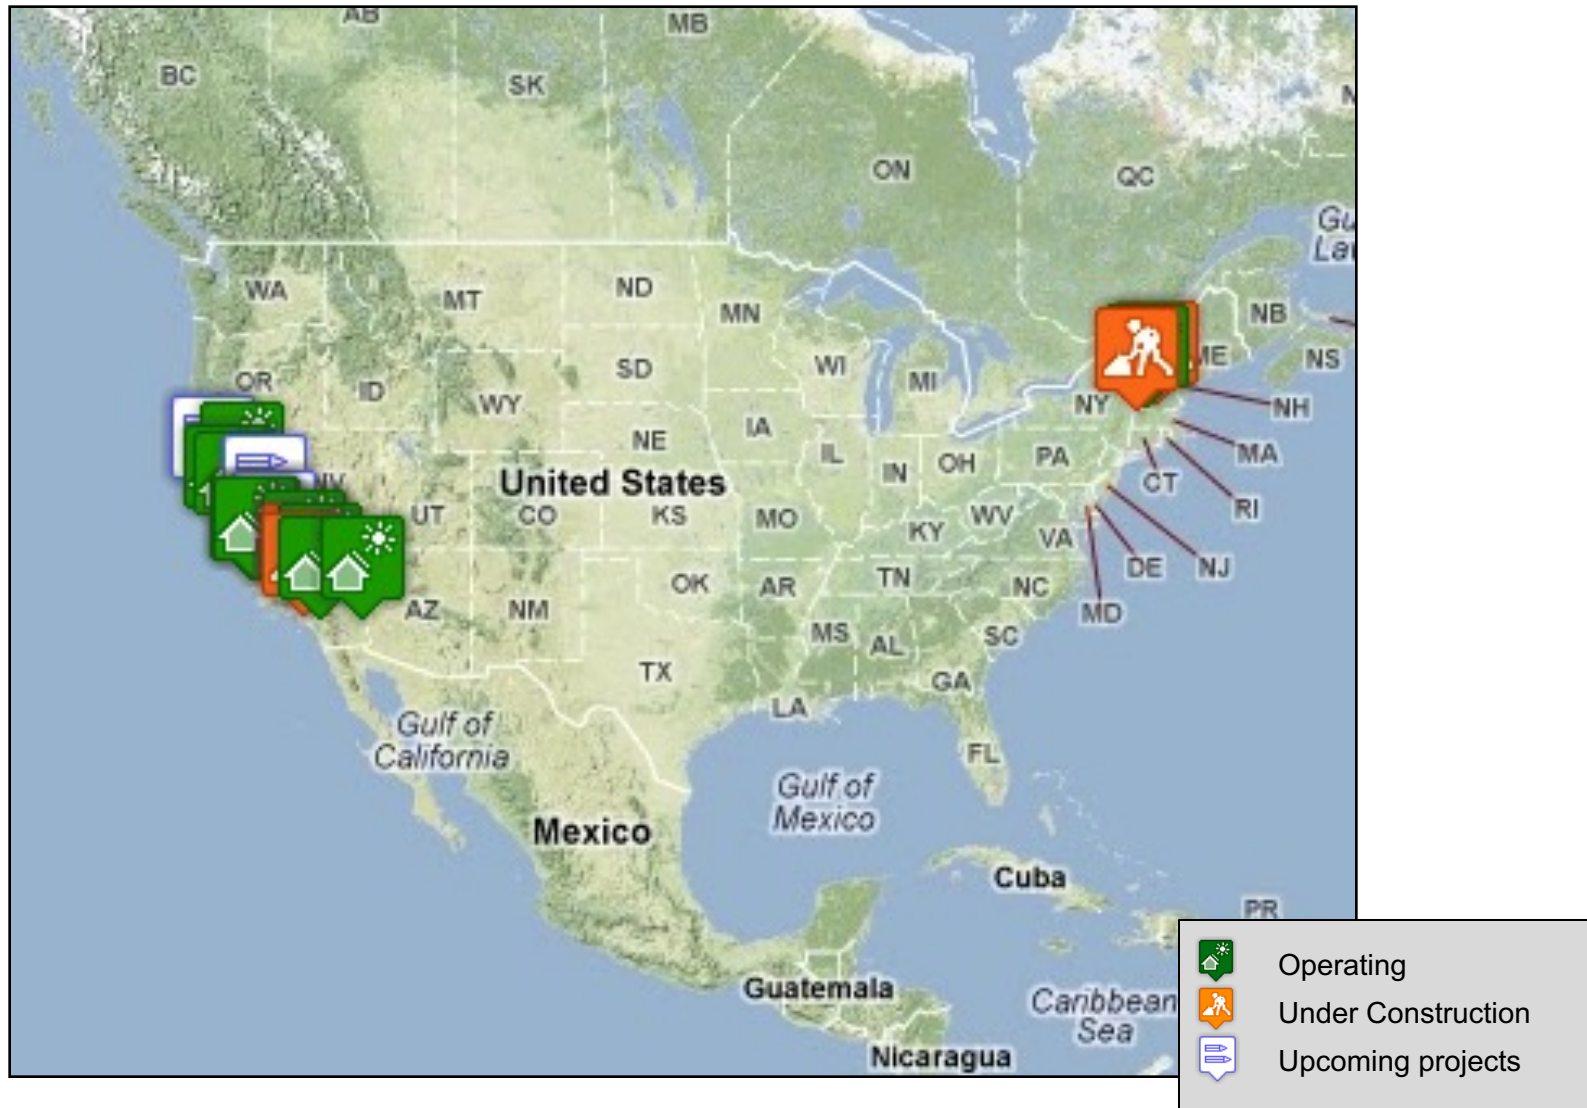 AB
MB
BC
SK
ON
QC
Gu
La
WA
MT
ND
MN
NB
OR
ID
SD
WI
MI
ME
NS
WY
NY
NH
NE
IA
IL
IN
OH
PA
MA
United States
NV
CT
UT
CO
KS
MO
KY
WV
VA
RI
AZ
NM
OK
AR
TN
NC
DE
NJ
MD
MS
AL
SC
TX
GA
LA
Gulf of
California
FL
Gulf of
Mexico
Mexico
Cuba
PR
Guatemala
Caribbean
Sea
Nicaragua
Operating
Under Construction
Upcoming projects